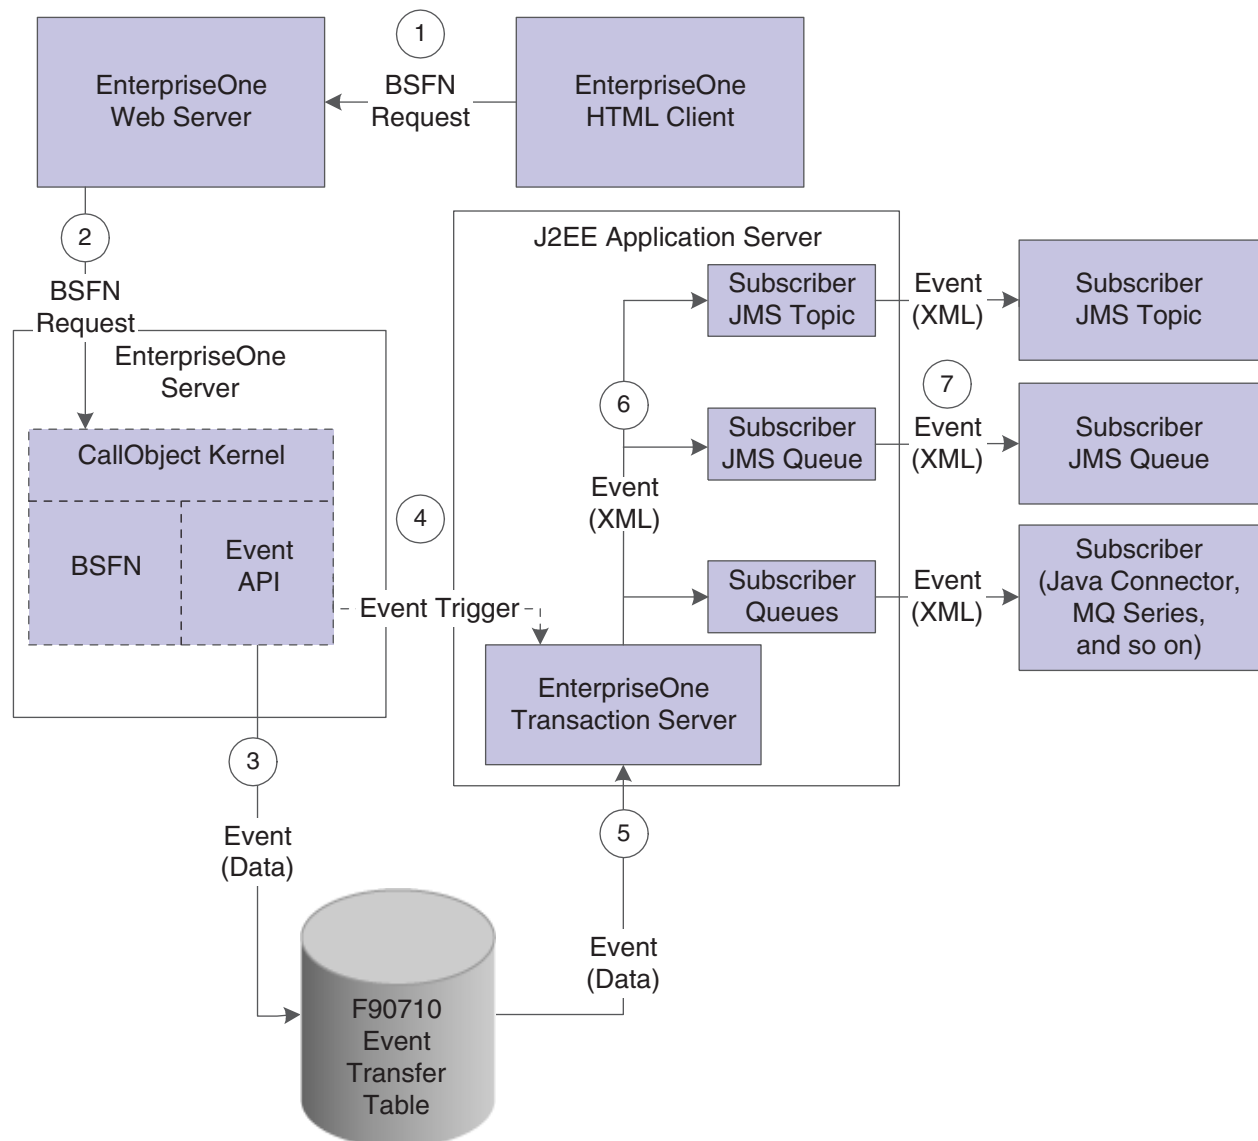 1
EnterpriseOne
Web Server
BSFN
Request
EnterpriseOne
HTML Client
2
BSFN
Request
EnterpriseOne
Server
CallObject Kernel
BSFN
Event
API
3
Event
(Data)
F90710
Event
Transfer
Table
4
Event Trigger
J2EE Application Server
EnterpriseOne
Transaction Server
5
Event
(Data)
6
Event
(XML)
Subscriber
JMS Topic
Subscriber
JMS Queue
Subscriber
Queues
Event
(XML)
7
Event
(XML)
Event
(XML)
Subscriber
JMS Topic
Subscriber
JMS Queue
Subscriber
(Java Connector,
MQ Series,
and so on)